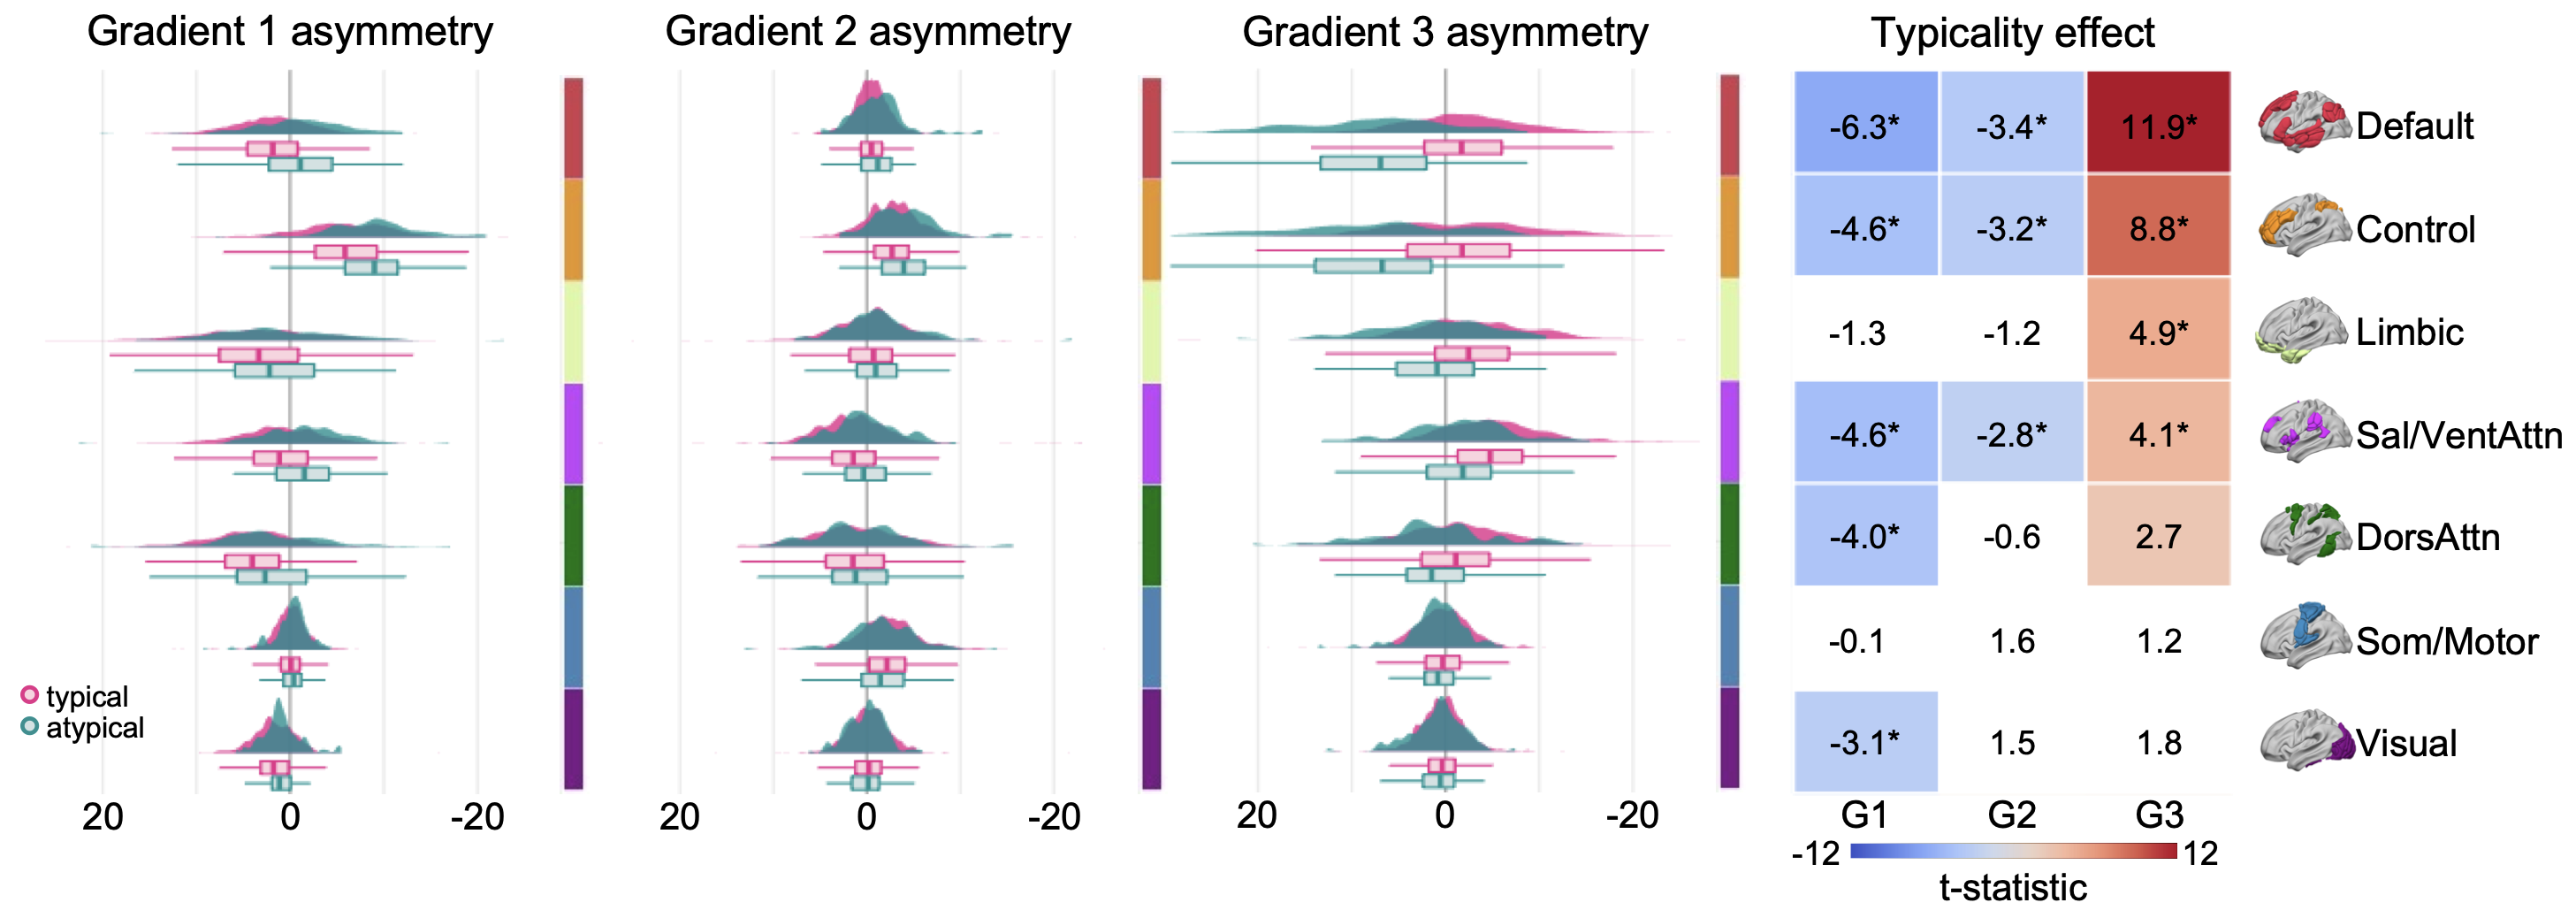 Gradient 1 asymmetry
Gradient 2 asymmetry
Gradient 3 asymmetry
Typicality effect
-6.3* -3.4* 11.9* Default
-4.6* -3.2* 8.8* Control
-1.3 -1.2 4.9* Limbic
-4.6* -2.8* 4.1* Sal/VentAttn
-4.0* -0.6 2.7 DorsAttn
-0.1 1.6 1.2 Som/Motor
-3.1* 1.5 1.8 Visual
typical
atypical
20 0 -20
20 0 -20
20 0 -20
G1 G2 G3
-12 12
t-statistic